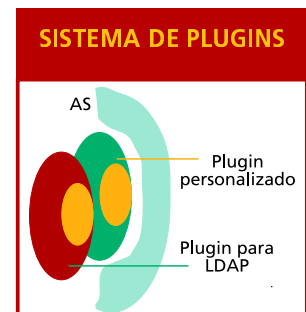 SISTEMA DE PLUGINS
AS
Plugin
personalizado
Plugin para
LDAP